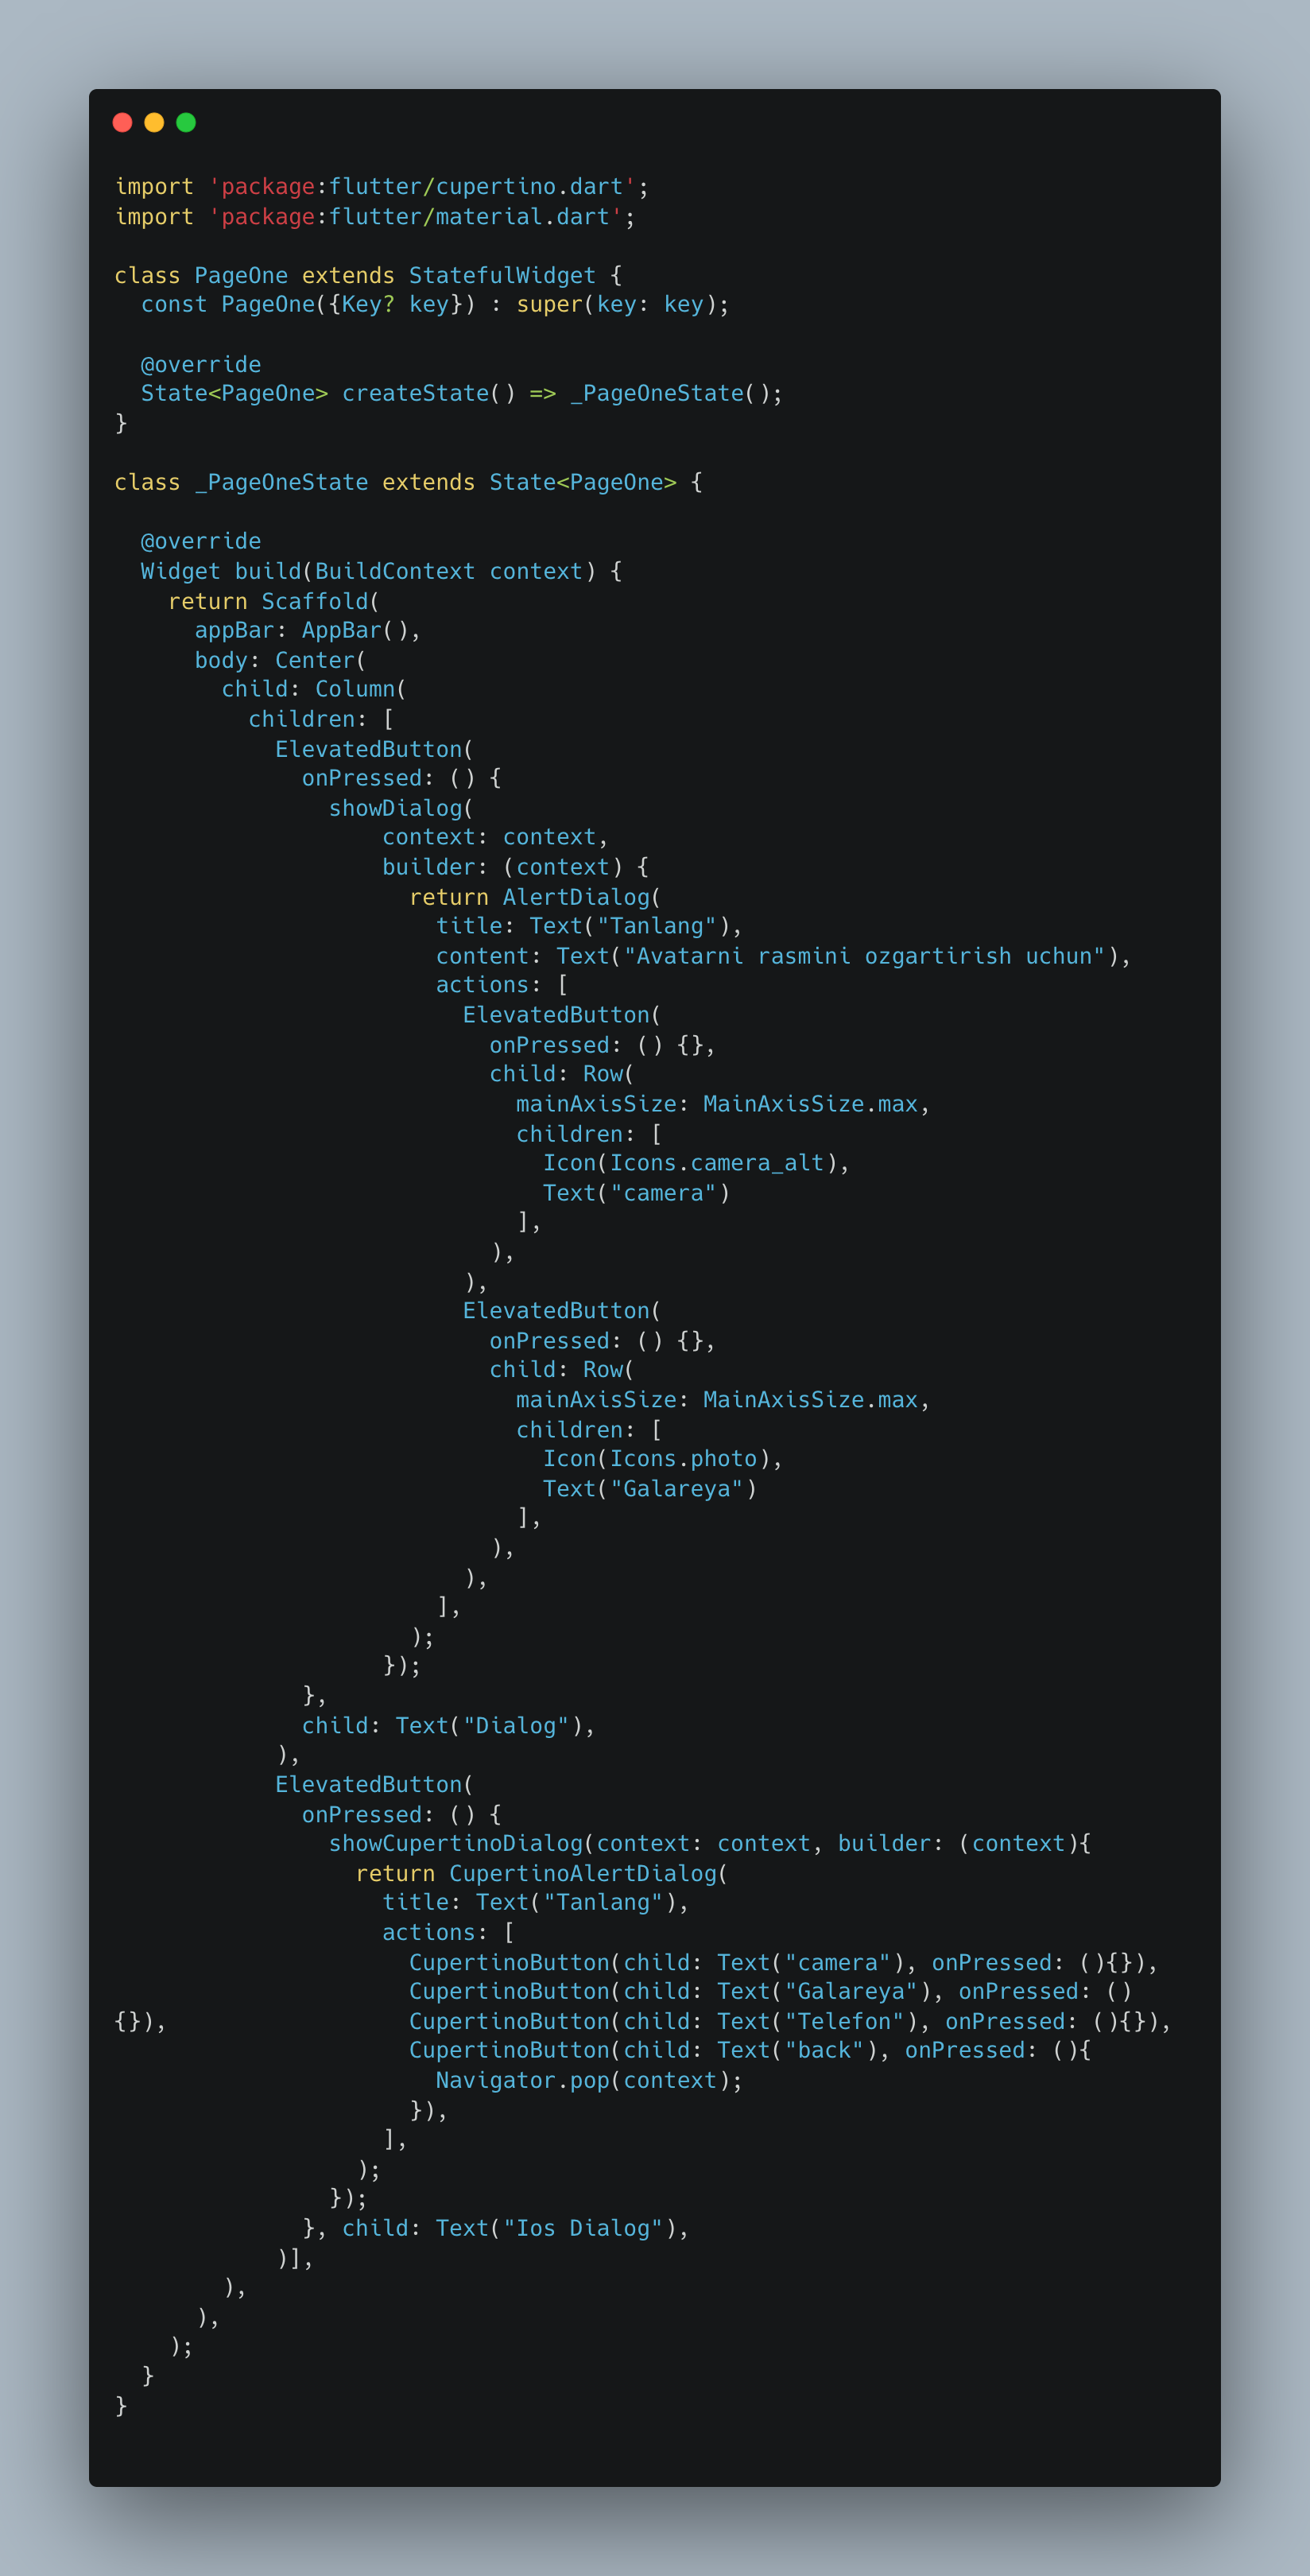 import 'package:flutter/cupertino.dart';
import 'package:flutter/material.dart';

class PageOne extends StatefulWidget {
  const PageOne({Key? key}) : super(key: key);

  @override
  State<PageOne> createState() => _PageOneState();
}

class _PageOneState extends State<PageOne> {

  @override
  Widget build(BuildContext context) {
    return Scaffold(
      appBar: AppBar(),
      body: Center(
        child: Column(
          children: [
            ElevatedButton(
              onPressed: () {
                showDialog(
                    context: context,
                    builder: (context) {
                      return AlertDialog(
                        title: Text("Tanlang"),
                        content: Text("Avatarni rasmini ozgartirish uchun"),
                        actions: [
                          ElevatedButton(
                            onPressed: () {},
                            child: Row(
                              mainAxisSize: MainAxisSize.max,
                              children: [
                                Icon(Icons.camera_alt),
                                Text("camera")
                              ],
                            ),
                          ),
                          ElevatedButton(
                            onPressed: () {},
                            child: Row(
                              mainAxisSize: MainAxisSize.max,
                              children: [
                                Icon(Icons.photo),
                                Text("Galareya")
                              ],
                            ),
                          ),
                        ],
                      );
                    });
              },
              child: Text("Dialog"),
            ),
            ElevatedButton(
              onPressed: () {
                showCupertinoDialog(context: context, builder: (context){
                  return CupertinoAlertDialog(
                    title: Text("Tanlang"),
                    actions: [
                      CupertinoButton(child: Text("camera"), onPressed: (){}),
                      CupertinoButton(child: Text("Galareya"), onPressed: ()
{}),                  CupertinoButton(child: Text("Telefon"), onPressed: (){}),
                      CupertinoButton(child: Text("back"), onPressed: (){
                        Navigator.pop(context);
                      }),
                    ],
                  );
                });
              }, child: Text("Ios Dialog"),
            )],
        ),
      ),
    );
  }
}